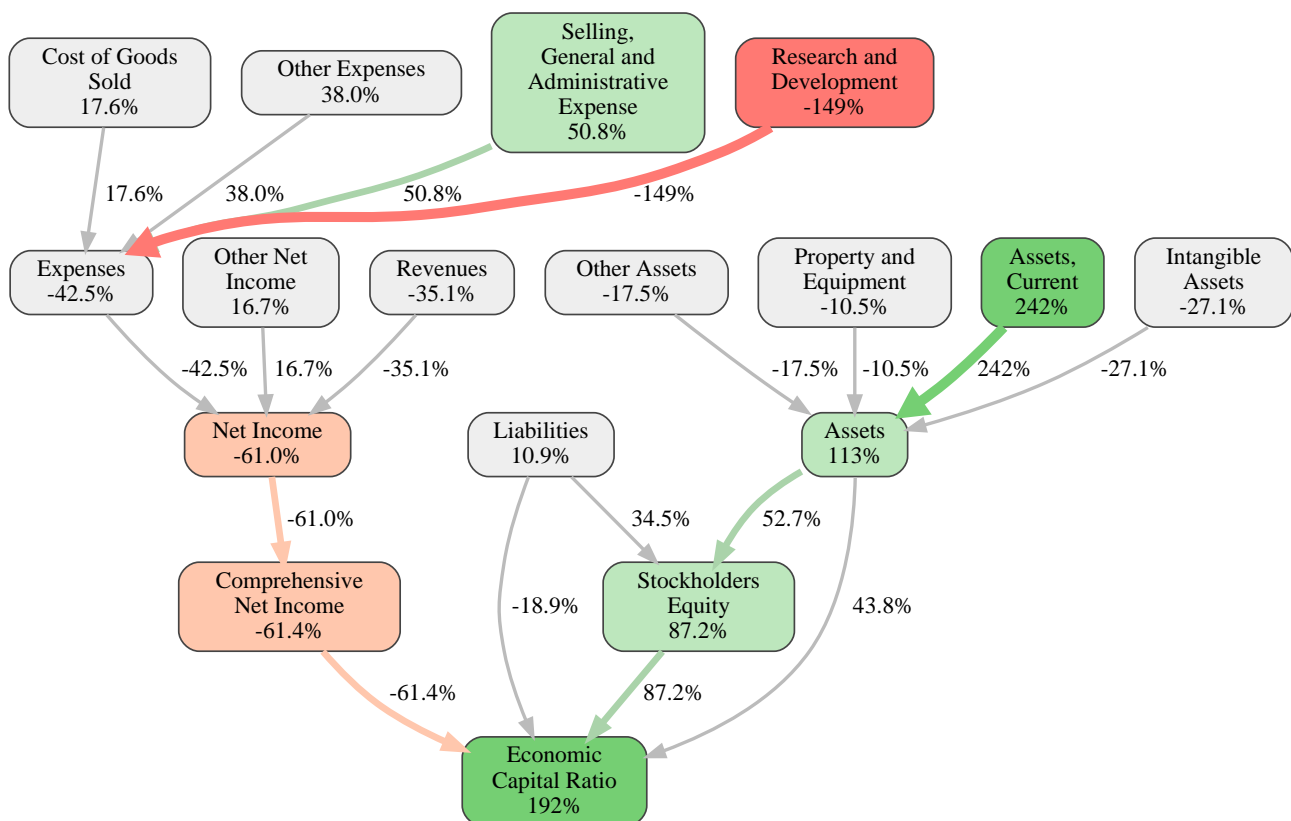 Cost of Goods
Sold
17.6%
Other Expenses
38.0%
Selling,
General and
Administrative
Expense
50.8%
Research and
Development
-149%
17.6%
38.0%
50.8%
-149%
Expenses
-42.5%
Other Net
Income
16.7%
Revenues
-35.1%
Other Assets
-17.5%
Property and
Equipment
-10.5%
Assets,
Current
242%
Intangible
Assets
-27.1%
-42.5%
16.7%
-35.1%
-17.5%
-10.5%
242%
-27.1%
Net Income
-61.0%
Liabilities
10.9%
Assets
113%
-61.0%
34.5%
52.7%
Comprehensive
Net Income
-61.4%
-18.9%
Stockholders
Equity
87.2%
43.8%
-61.4%
87.2%
Economic
Capital Ratio
192%